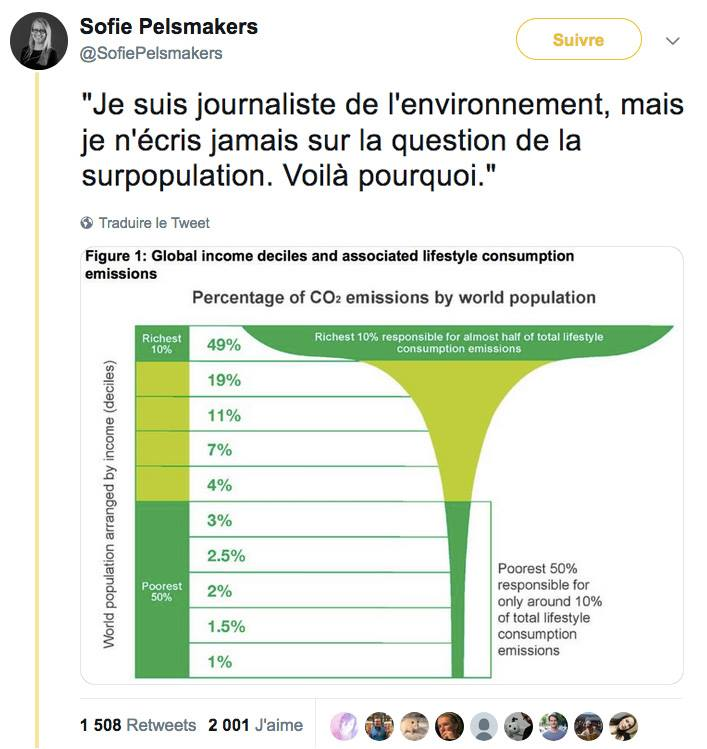 Sofie Pelsmakers
@SofiePelsmakers
Suivre
"Je suis journaliste de l'environnement, mais
je n'écris jamais sur la question de la
surpopulation. Voilà pourquoi."
Traduire le Tweet
Figure 1: Global income deciles and associated lifestyle consumption
emissions
Percentage of CO₂ emissions by world population
World population arranged by income (deciles)
Richest
10%
49%
Richest 10% responsible for almost half of total lifestyle
consumption emissions
19%
11%
7%
4%
3%
2.5%
Poorest
50%
2%
1.5%
1%
Poorest 50%
responsible for
only around 10%
of total lifestyle
consumption
emissions
1 508 Retweets 2 001 J'aime